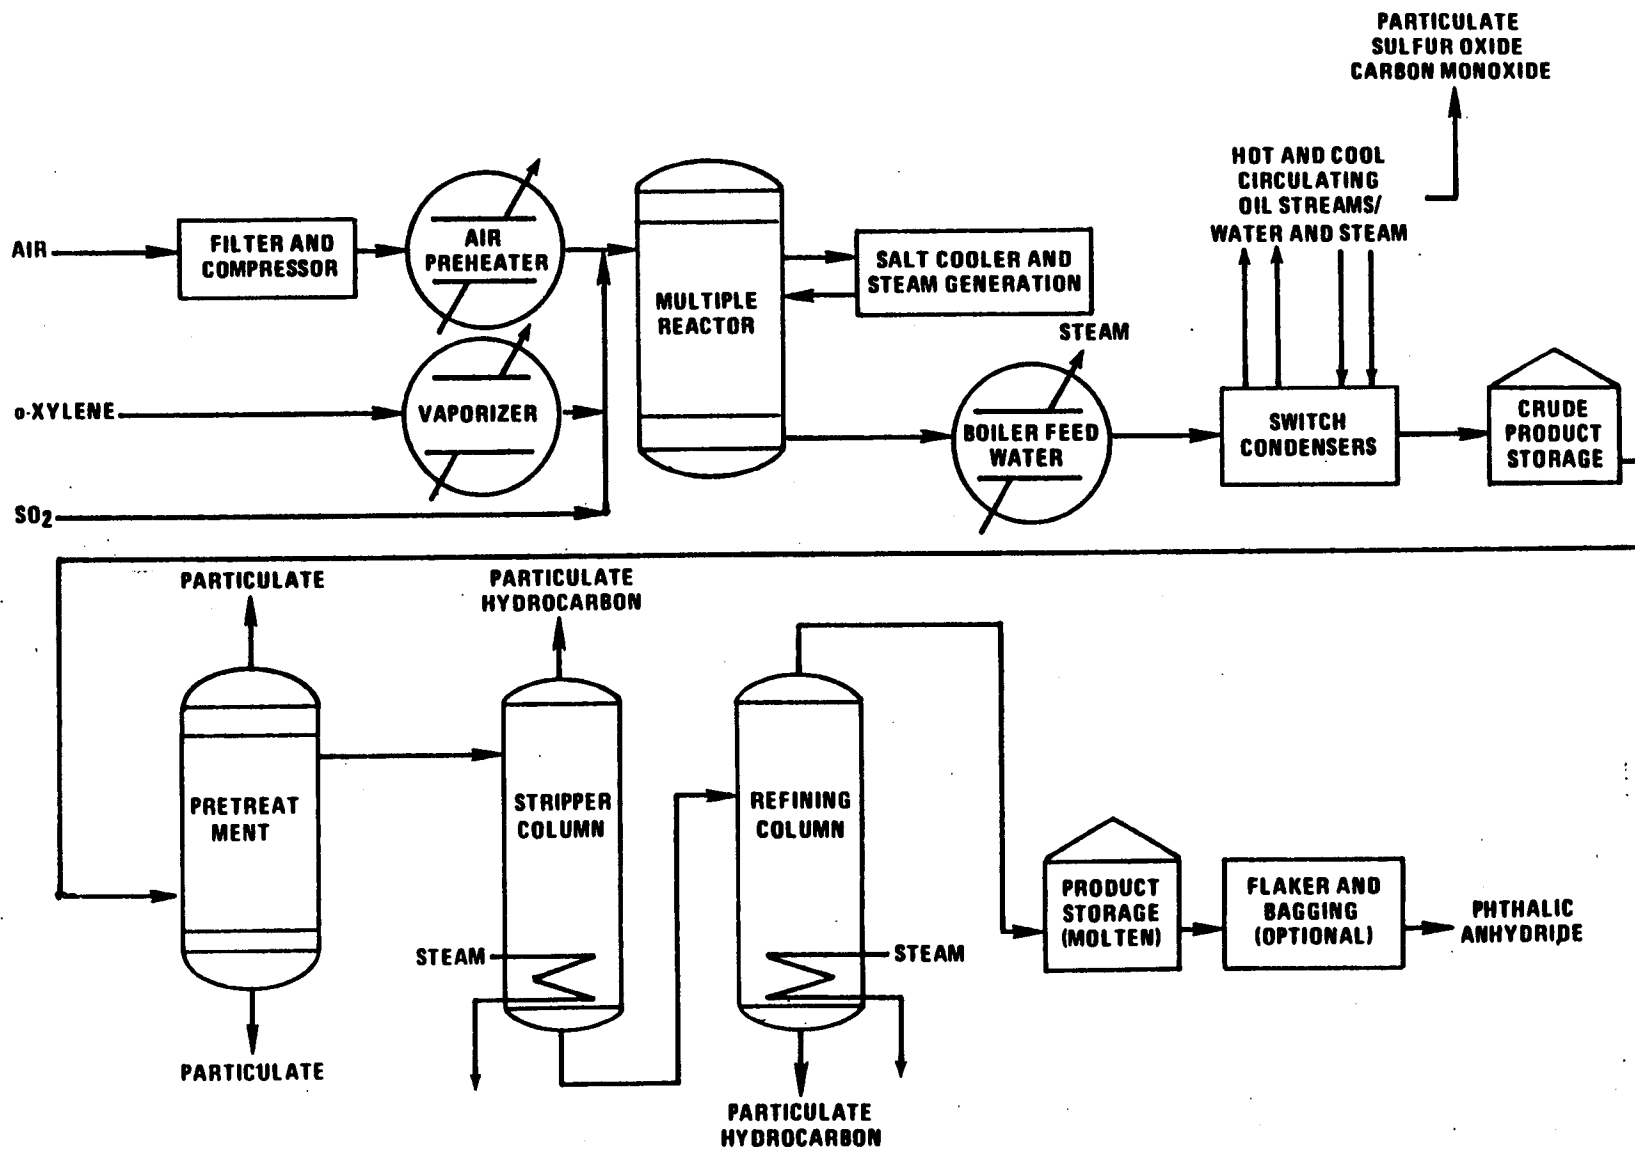 PARTICULATE
SULFUR OXIDE
CARBON MONOXIDE
HOT AND COOL
CIRCULATING
OIL STREAMS/
WATER AND STEAM
AIR
FILTER AND
COMPRESSOR
AIR
PREHEATER
MULTIPLE
REACTOR
SALT COOLER AND
STEAM GENERATION
STEAM
o-XYLENE
VAPORIZER
BOILER FEED
WATER
SWITCH
CONDENSERS
CRUDE
PRODUCT
STORAGE
SO2
PARTICULATE
PARTICULATE
HYDROCARBON
PRETREAT
MENT
STRIPPER
COLUMN
REFINING
COLUMN
PRODUCT
STORAGE
(MOLTEN)
FLAKER AND
BAGGING
(OPTIONAL)
PHTHALIC
ANHYDRIDE
STEAM
STEAM
PARTICULATE
PARTICULATE
HYDROCARBON